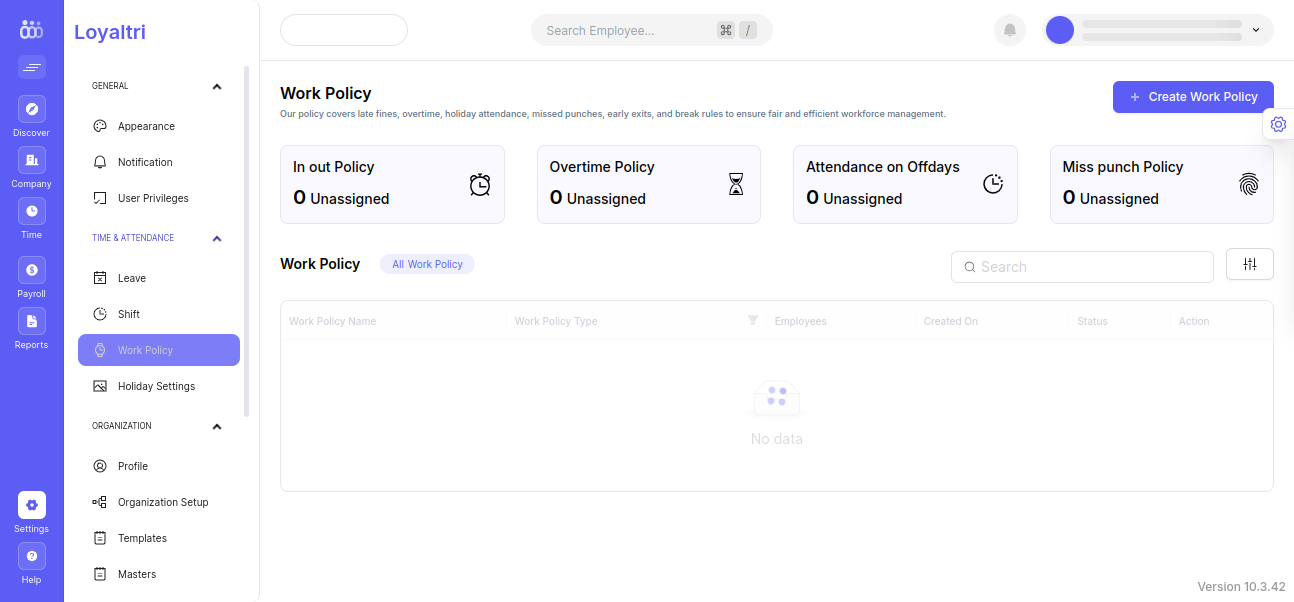 Loyaltri
Search Employee...
⌘
/
Discover
Company
Time
Payroll
Reports
Settings
Help
GENERAL
Appearance
Notification
User Privileges
TIME & ATTENDANCE
Leave
Shift
Work Policy
Holiday Settings
ORGANIZATION
Profile
Organization Setup
Templates
Masters
Work Policy
Our policy covers late fines, overtime, holiday attendance, missed punches, early exits, and break rules to ensure fair and efficient workforce management.
+ Create Work Policy
In out Policy
0 Unassigned
Overtime Policy
0 Unassigned
Attendance on Offdays
0 Unassigned
Miss punch Policy
0 Unassigned
Work Policy
All Work Policy
Search
Work Policy Name Work Policy Type Employees Created On Status Action
No data
Version 10.3.42